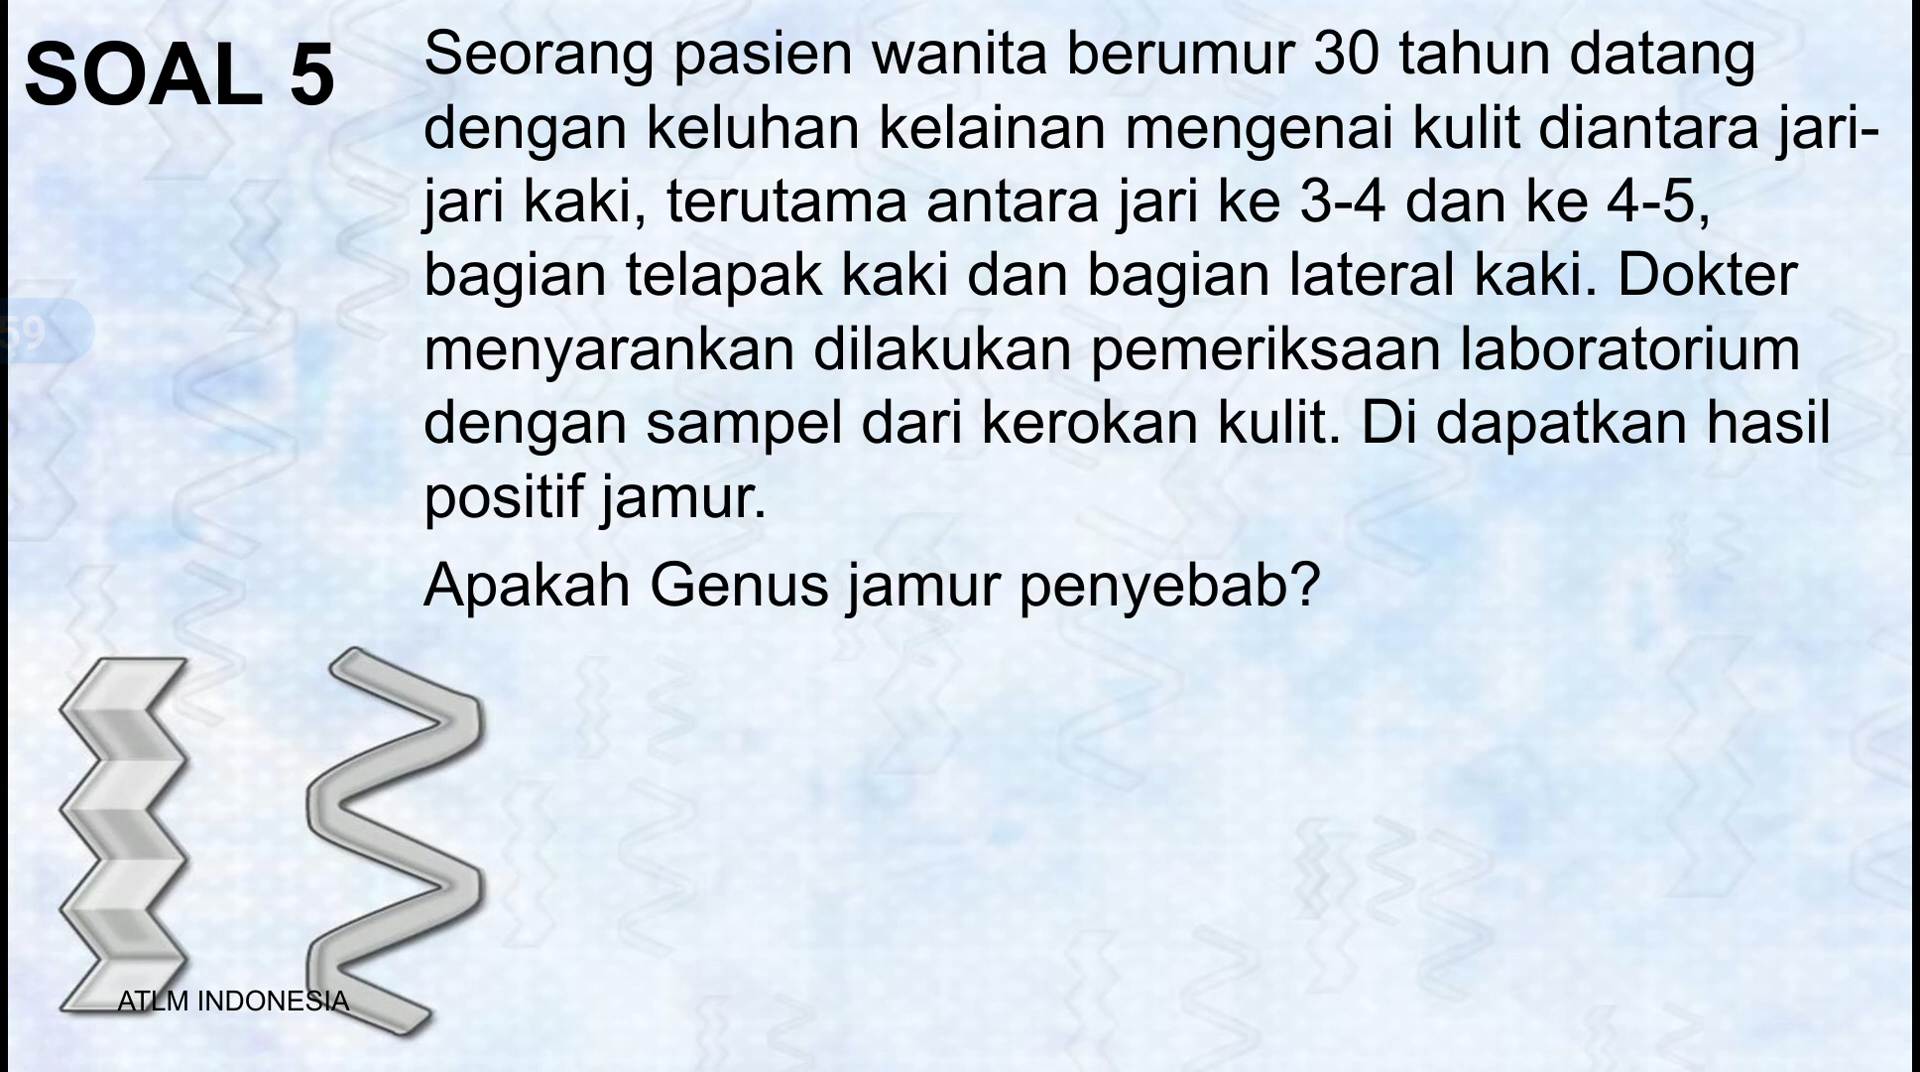 SOAL 5
Seorang pasien wanita berumur 30 tahun datang
dengan keluhan kelainan mengenai kulit diantara jari-
jari kaki, terutama antara jari ke 3-4 dan ke 4-5,
bagian telapak kaki dan bagian lateral kaki. Dokter
menyarankan dilakukan pemeriksaan laboratorium
dengan sampel dari kerokan kulit. Di dapatkan hasil
positif jamur.
Apakah Genus jamur penyebab?
59
ATLM INDONESIA